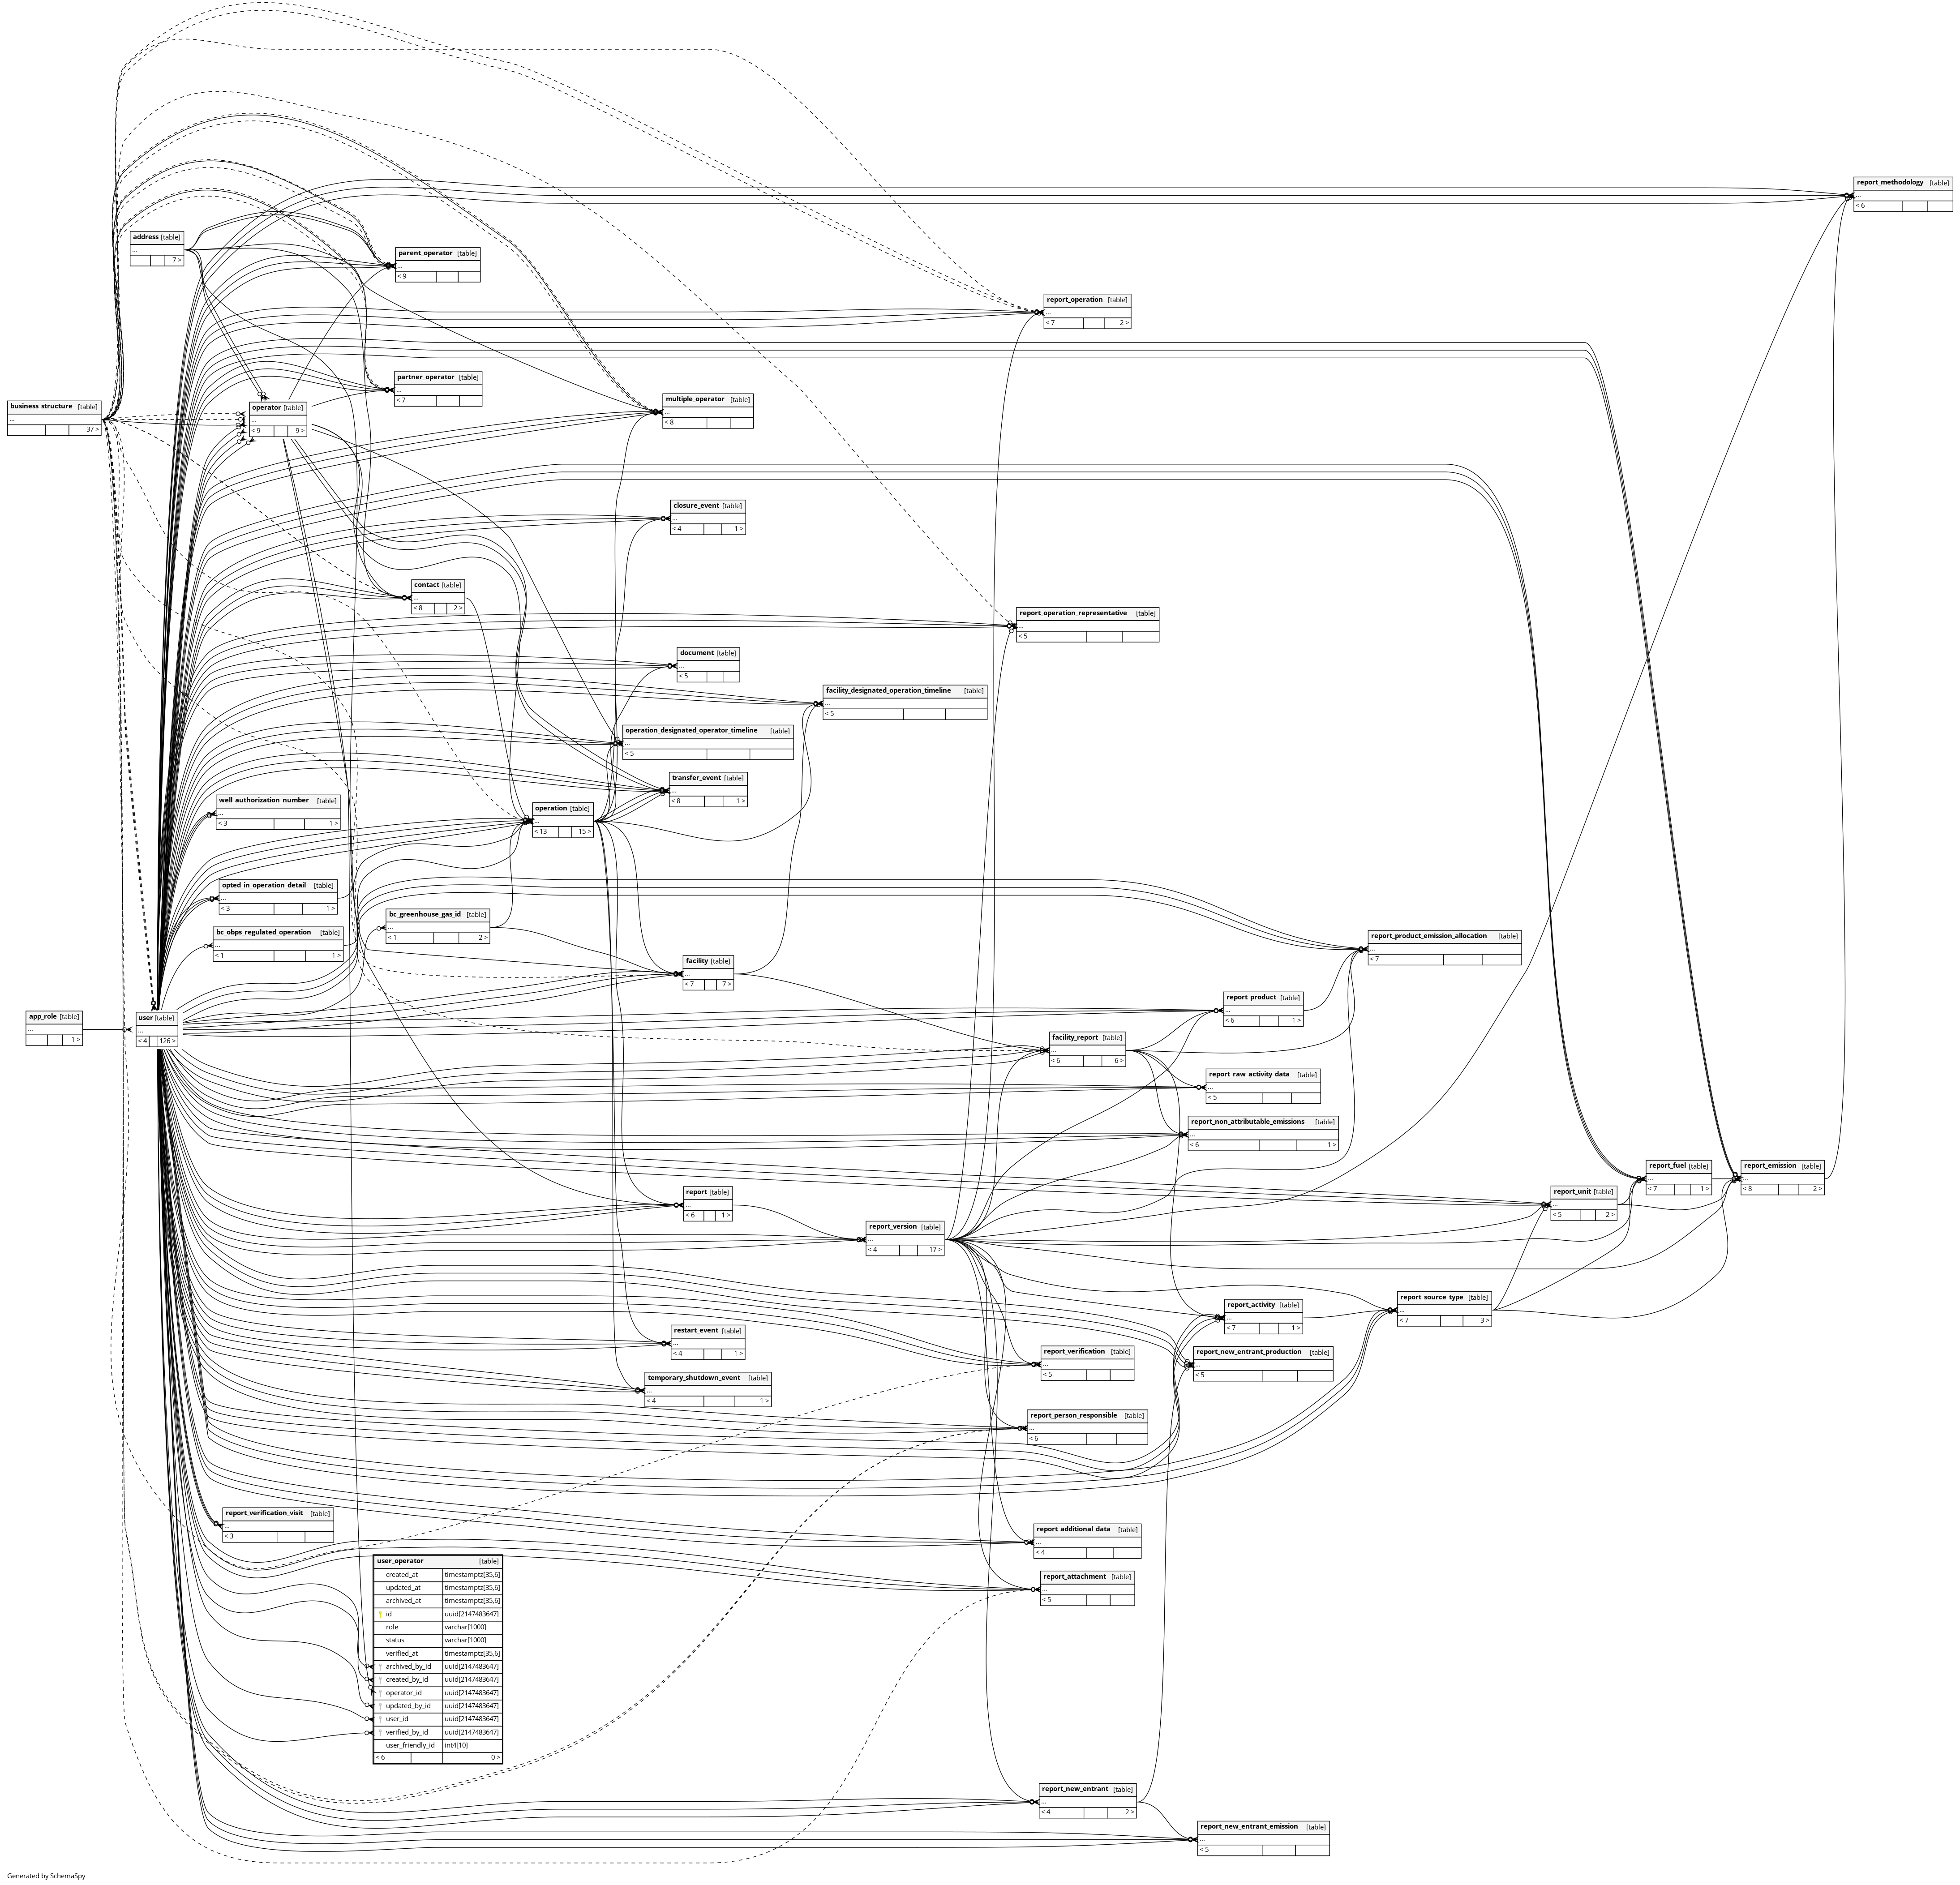 report_methodology [table]
...
< 6
address [table]
...
7 >
parent_operator [table]
...
< 9
report_operation [table]
...
< 7 2 >
partner_operator [table]
...
< 7
multiple_operator [table]
...
< 8
business_structure [table]
...
37 >
operator [table]
...
< 9 9 >
closure_event [table]
...
< 4 1 >
contact [table]
...
< 8 2 >
report_operation_representative [table]
...
< 5
document [table]
...
< 5
facility_designated_operation_timeline [table]
...
< 5
operation_designated_operator_timeline [table]
...
< 5
transfer_event [table]
...
< 8 1 >
well_authorization_number [table]
...
< 3 1 >
operation [table]
...
< 13 15 >
opted_in_operation_detail [table]
...
< 3 1 >
bc_greenhouse_gas_id [table]
...
< 1 2 >
bc_obps_regulated_operation [table]
...
< 1 1 >
report_product_emission_allocation [table]
...
< 7
facility [table]
...
< 7 7 >
report_product [table]
...
< 6 1 >
app_role [table]
...
1 >
user [table]
...
< 4 126 >
facility_report [table]
...
< 6 6 >
report_raw_activity_data [table]
...
< 5
report_non_attributable_emissions [table]
...
< 6 1 >
report_fuel [table]
...
< 7 1 >
report_emission [table]
...
< 8 2 >
report [table]
...
< 6 1 >
report_unit [table]
...
< 5 2 >
report_version [table]
...
< 4 17 >
report_source_type [table]
...
< 7 3 >
report_activity [table]
...
< 7 1 >
restart_event [table]
...
< 4 1 >
report_verification [table]
...
< 5
report_new_entrant_production [table]
...
< 5
temporary_shutdown_event [table]
...
< 4 1 >
report_person_responsible [table]
...
< 6
report_verification_visit [table]
...
< 3
report_additional_data [table]
...
< 4
report_attachment [table]
...
< 5
user_operator [table]
created_at timestamptz[35,6]
updated_at timestamptz[35,6]
archived_at timestamptz[35,6]
id uuid[2147483647]
role varchar[1000]
status varchar[1000]
verified_at timestamptz[35,6]
archived_by_id uuid[2147483647]
created_by_id uuid[2147483647]
operator_id uuid[2147483647]
updated_by_id uuid[2147483647]
user_id uuid[2147483647]
verified_by_id uuid[2147483647]
user_friendly_id int4[10]
< 6 0 >
report_new_entrant [table]
...
< 4 2 >
report_new_entrant_emission [table]
...
< 5
Generated by SchemaSpy